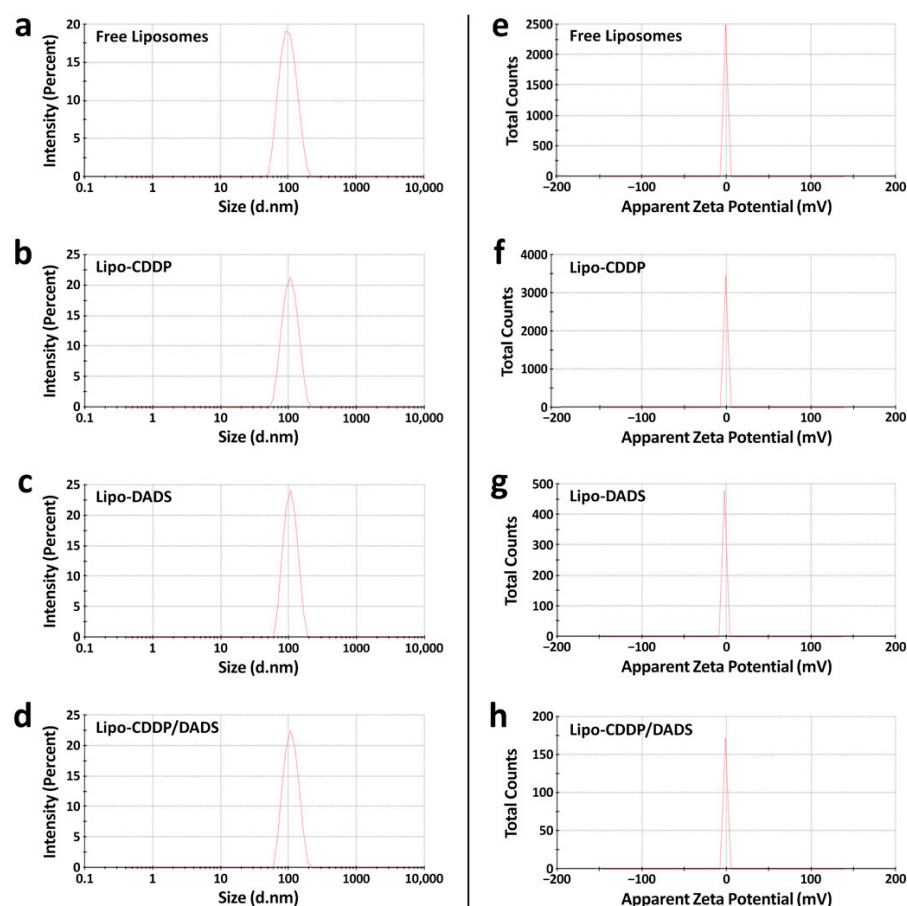 a
Free Liposomes
Intensity (Percent)
20
15
10
5
0
0.1 1 10 100 1000 10,000
Size (d.nm)
b
Lipo-CDDP
Intensity (Percent)
25
20
15
10
5
0
0.1 1 10 100 1000 10,000
Size (d.nm)
c
Lipo-DADS
Intensity (Percent)
25
20
15
10
5
0
0.1 1 10 100 1000 10,000
Size (d.nm)
d
Lipo-CDDP/DADS
Intensity (Percent)
25
20
15
10
5
0
0.1 1 10 100 1000 10,000
Size (d.nm)
e
Free Liposomes
Total Counts
2500
2000
1500
1000
500
0
−200 −100 0 100 200
Apparent Zeta Potential (mV)
f
Lipo-CDDP
Total Counts
4000
3000
2000
1000
0
−200 −100 0 100 200
Apparent Zeta Potential (mV)
g
Lipo-DADS
Total Counts
500
400
300
200
100
0
−200 −100 0 100 200
Apparent Zeta Potential (mV)
h
Lipo-CDDP/DADS
Total Counts
200
150
100
50
0
−200 −100 0 100 200
Apparent Zeta Potential (mV)